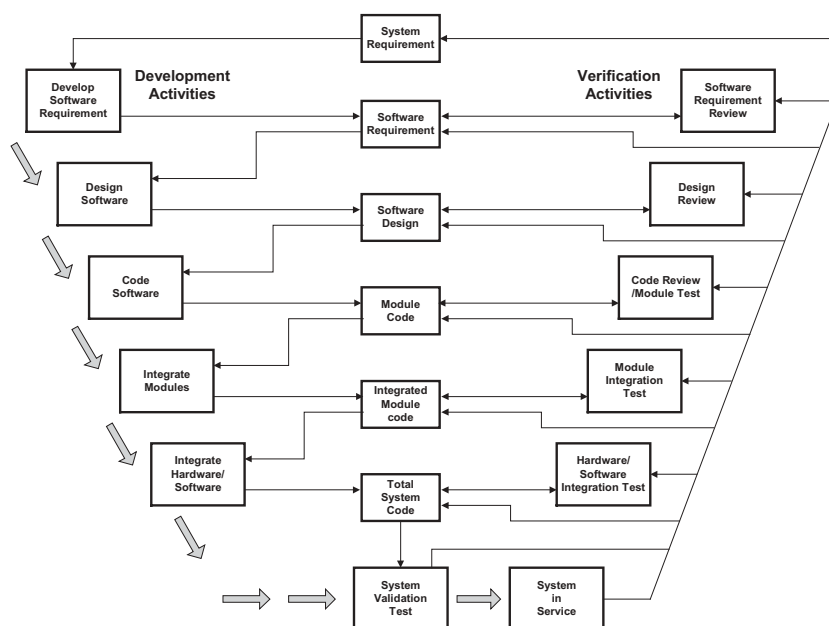 System
Requirement
Development
Activities
Verification
Activities
Develop
Software
Requirement
Software
Requirement
Review
Software
Requirement
Design
Software
Design
Review
Software
Design
Code
Software
Code Review
/Module Test
Module
Code
Integrate
Modules
Module
Integration
Test
Integrated
Module
code
Integrate
Hardware/
Software
Hardware/
Software
Integration Test
Total
System
Code
System
Validation
Test
System
in
Service